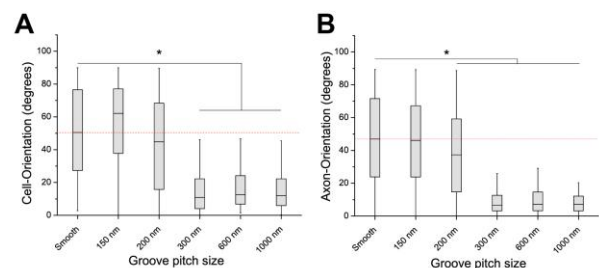 A
*
Cell-Orientation (degrees)
100
80
60
40
20
0
Smooth
150 nm
200 nm
300 nm
600 nm
1000 nm
Groove pitch size
B
*
Axon-Orientation (degrees)
100
80
60
40
20
0
Smooth
150 nm
200 nm
300 nm
600 nm
1000 nm
Groove pitch size